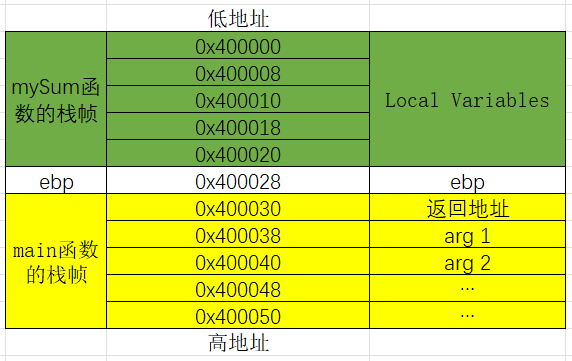 低地址
mySum函
数的栈帧
0x400000
0x400008
0x400010
0x400018
0x400020
Local Variables
ebp
0x400028
ebp
main函数
的栈帧
0x400030
返回地址
0x400038
arg 1
0x400040
arg 2
0x400048
…
0x400050
…
高地址